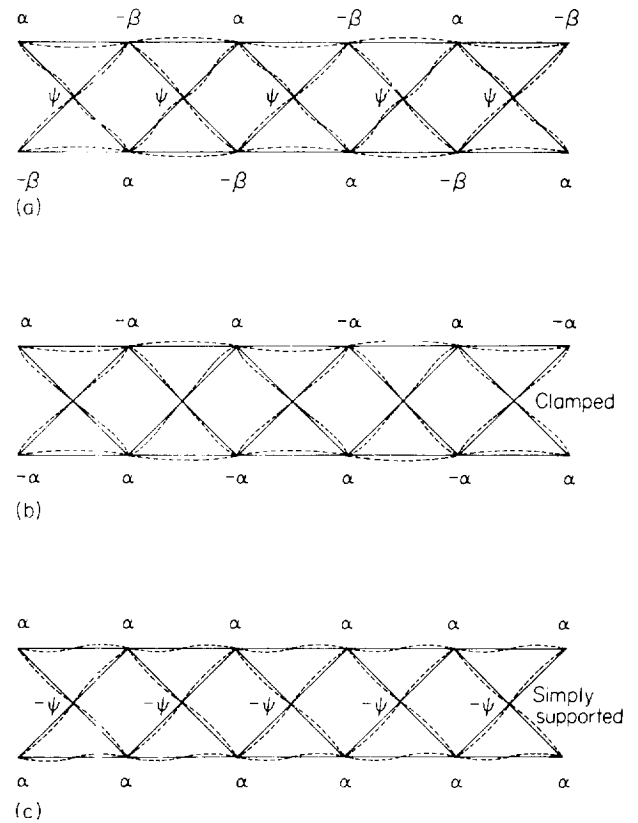 α -β α -β α -β
ψ ψ ψ ψ ψ
-β α -β α -β α
(a)
α -α α -α α -α
Clamped
-α α -α α -α α
(b)
α α α α α α
-ψ -ψ -ψ -ψ -ψ Simply
supported
α α α α α α
(c)